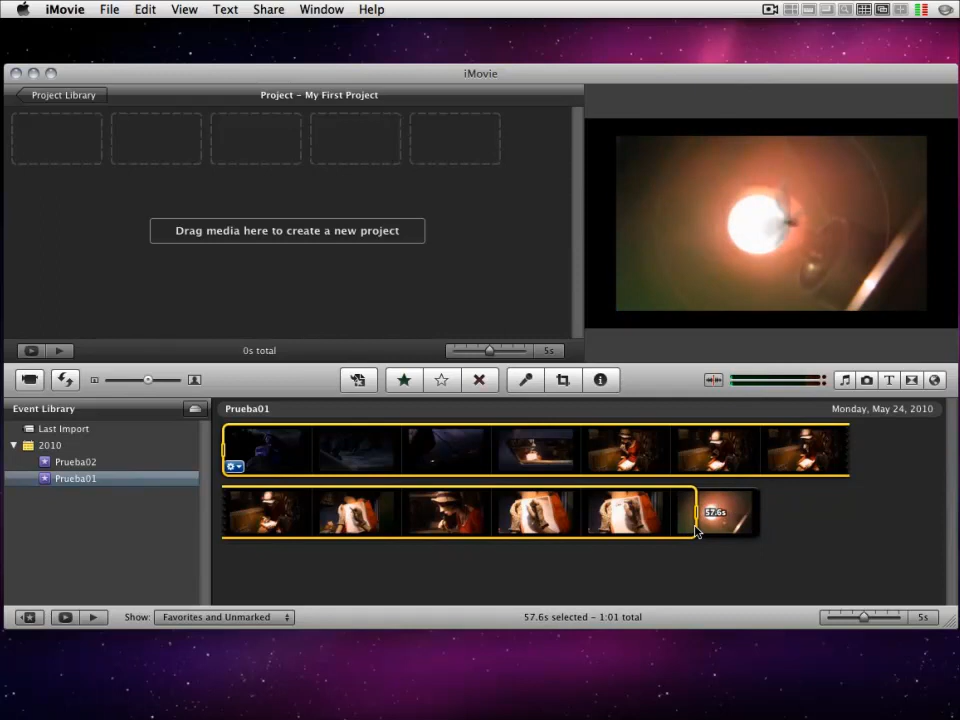 iMovie File Edit View Text Share Window Help
iMovie
Project Library
Project - My First Project
Drag media here to create a new project
0s total
5s
Event Library
Prueba01
Monday, May 24, 2010
Last Import
2010
Prueba02
Prueba01
57.6s
Show: Favorites and Unmarked
57.6s selected - 1:01 total
5s